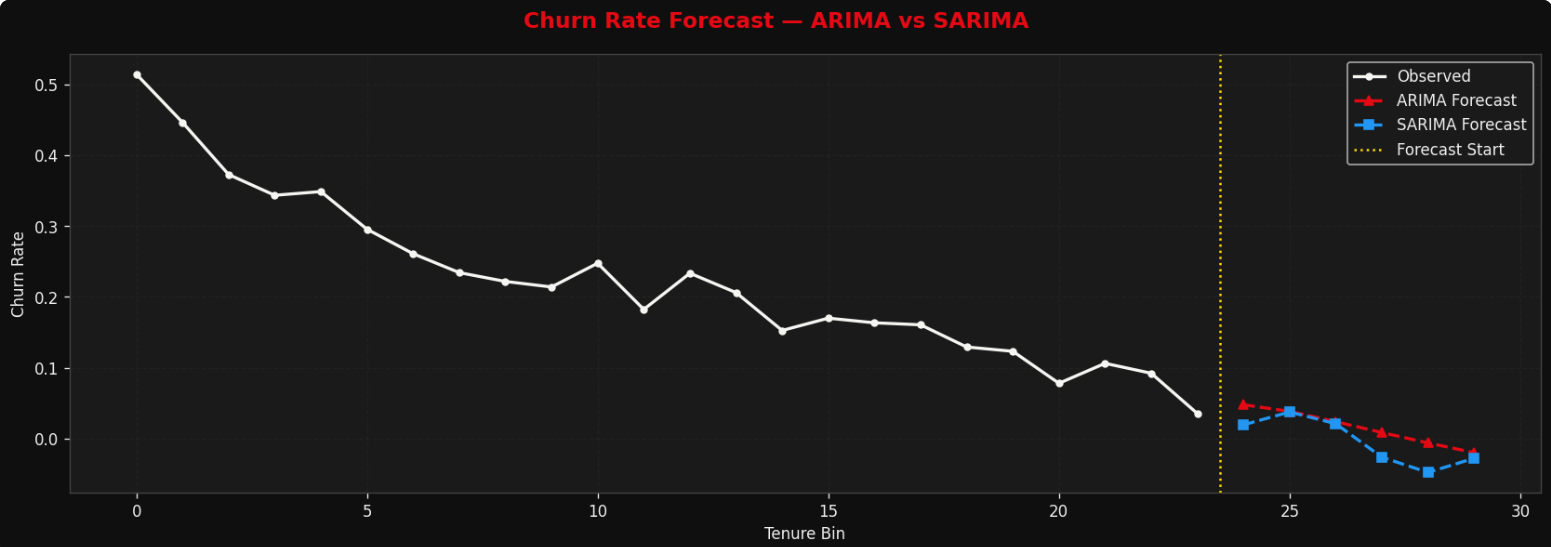 Churn Rate Forecast — ARIMA vs SARIMA
Observed
ARIMA Forecast
SARIMA Forecast
Forecast Start
Churn Rate
0.5
0.4
0.3
0.2
0.1
0.0
0 5 10 15 20 25 30
Tenure Bin